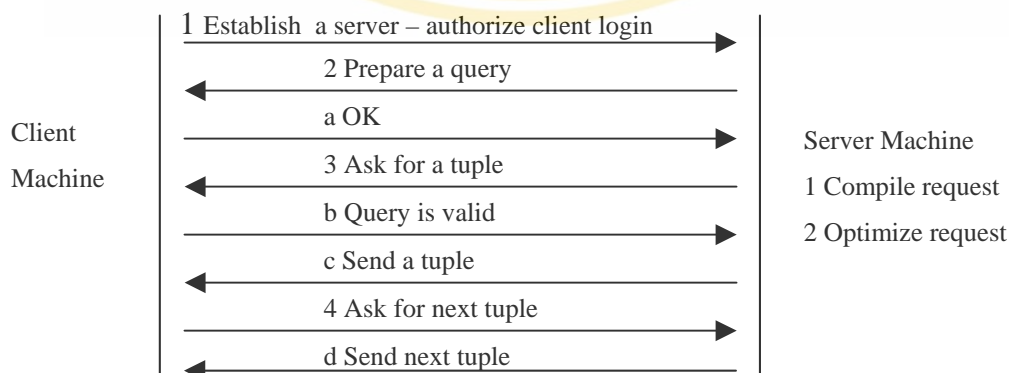 1 Establish a server – authorize client login
2 Prepare a query
a OK
3 Ask for a tuple
b Query is valid
c Send a tuple
4 Ask for next tuple
d Send next tuple
Client
Machine
Server Machine
1 Compile request
2 Optimize request